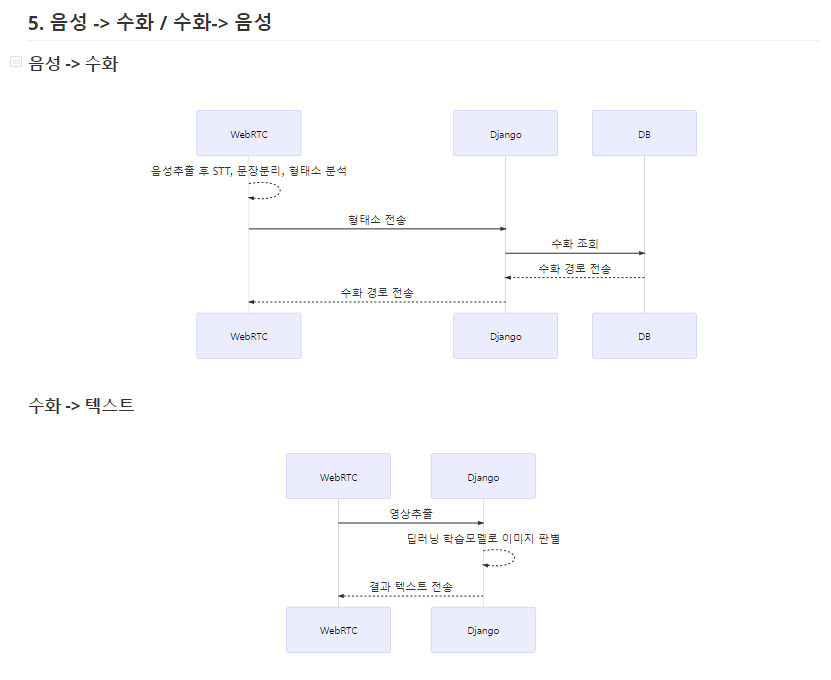 5. 음성 -> 수화 / 수화-> 음성
음성 -> 수화
WebRTC
Django
DB
음성추출 후 STT, 문장분리, 형태소 분석
형태소 전송
수화 조회
수화 경로 전송
수화 경로 전송
WebRTC
Django
DB
수화 -> 텍스트
WebRTC
Django
영상추출
딥러닝 학습모델로 이미지 판별
결과 텍스트 전송
WebRTC
Django